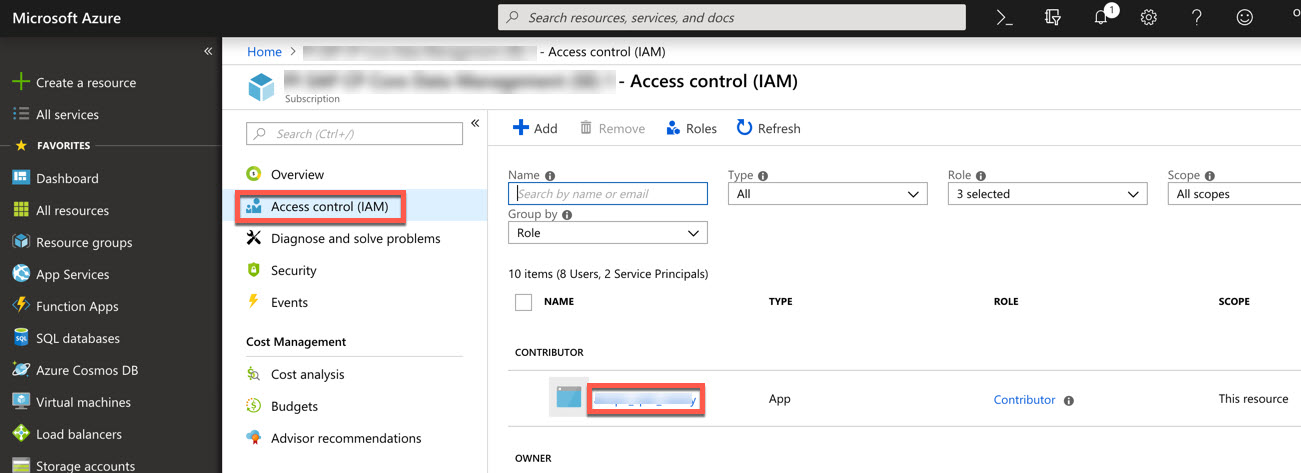 Microsoft Azure
Search resources, services, and docs
1
Home > - Access control (IAM)
- Access control (IAM)
Subscription
Create a resource
All services
FAVORITES
Dashboard
All resources
Resource groups
App Services
Function Apps
SQL databases
Azure Cosmos DB
Virtual machines
Load balancers
Storage accounts
Search (Ctrl+/)
Overview
Access control (IAM)
Diagnose and solve problems
Security
Events
Cost Management
Cost analysis
Budgets
Advisor recommendations
Add Remove Roles Refresh
Name Type Role Scope
Search by name or email All 3 selected All scopes
Group by
Role
10 items (8 Users, 2 Service Principals)
NAME TYPE ROLE SCOPE
CONTRIBUTOR
App Contributor This resource
OWNER